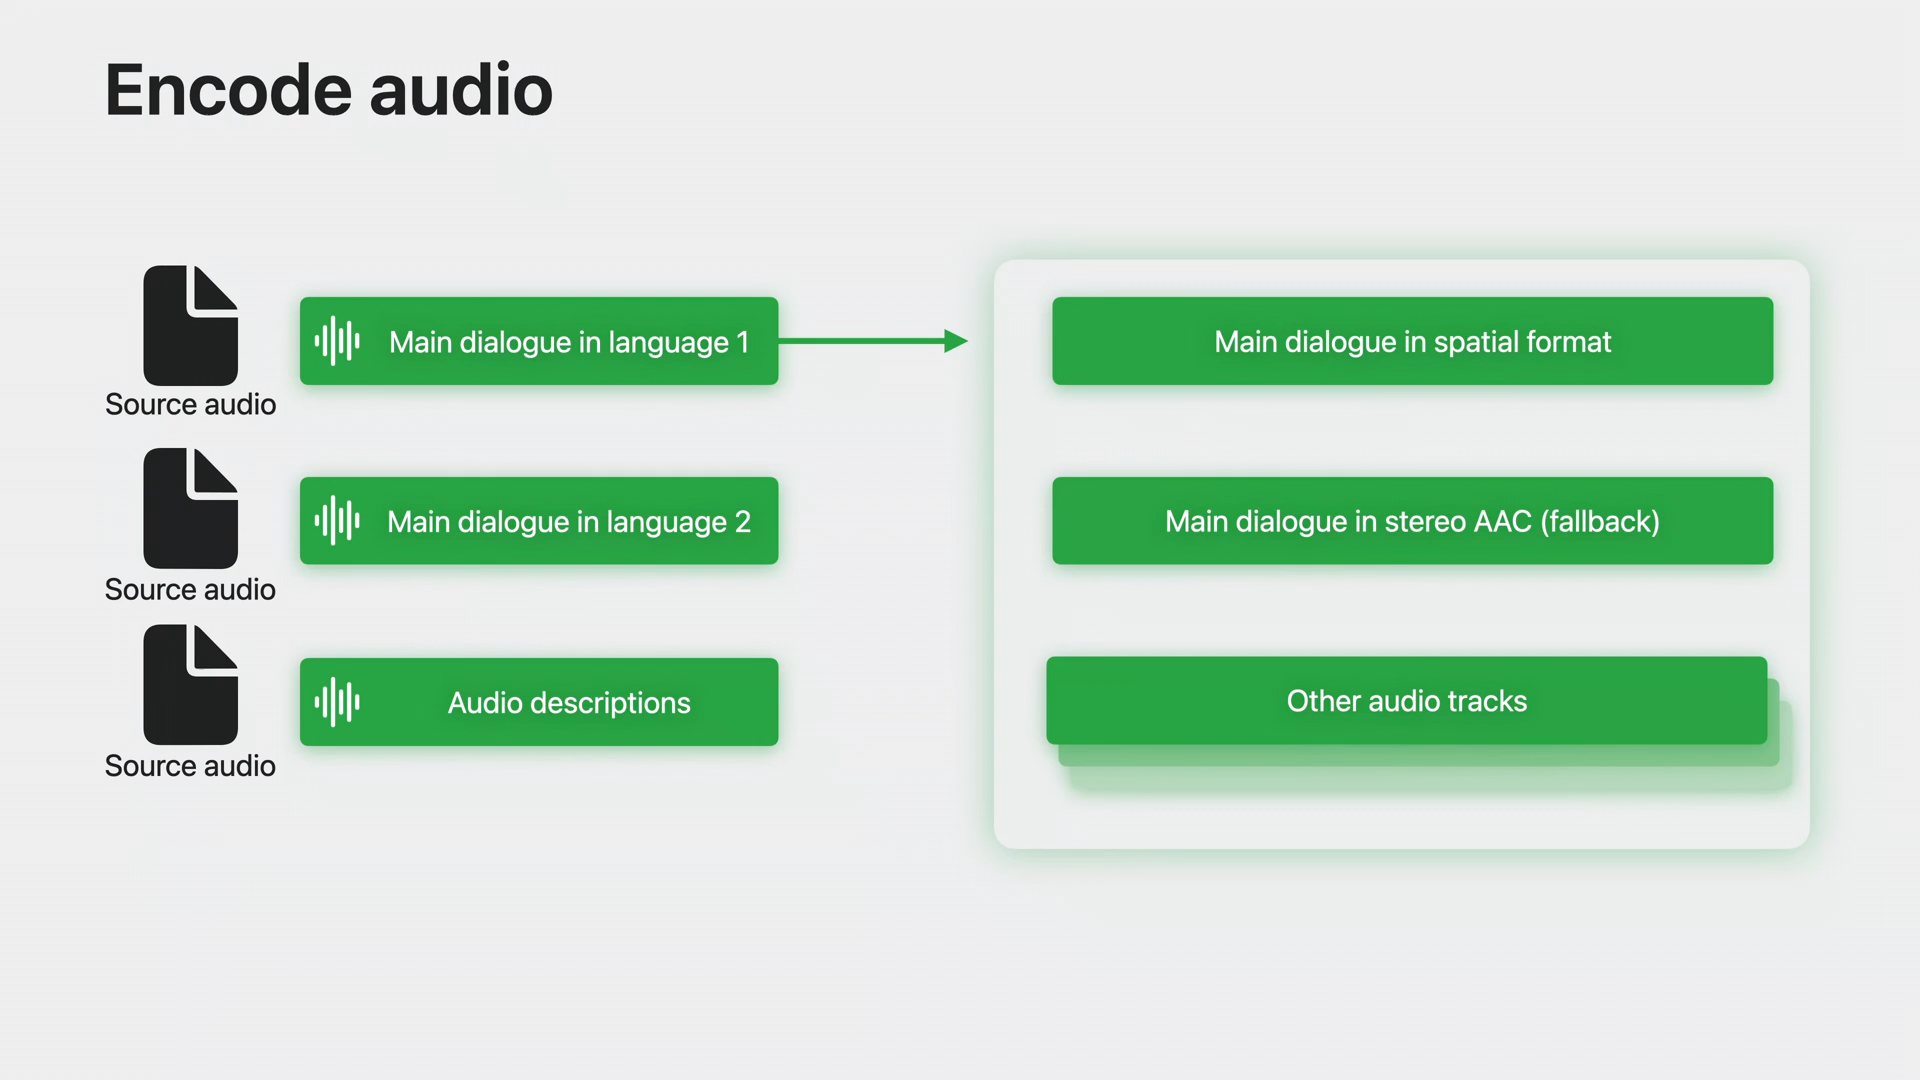 Encode audio
Source audio
Main dialogue in language 1
Main dialogue in spatial format
Source audio
Main dialogue in language 2
Main dialogue in stereo AAC (fallback)
Source audio
Audio descriptions
Other audio tracks